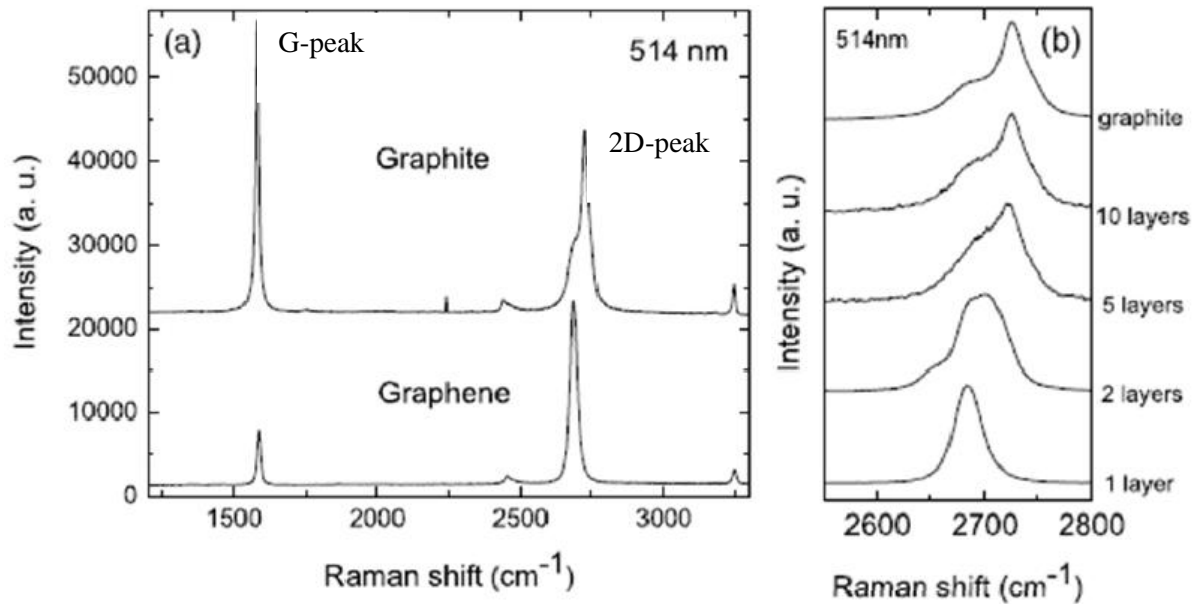 (a)
G-peak
514 nm
2D-peak
Graphite
Graphene
50000
40000
30000
20000
10000
0
1500
2000
2500
3000
Intensity (a. u.)
Raman shift (cm⁻¹)
514nm
(b)
graphite
10 layers
5 layers
2 layers
1 layer
2600
2700
2800
Intensity (a. u.)
Raman shift (cm⁻¹)